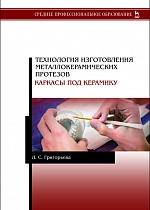 СРЕДНЕЕ ПРОФЕССИОНАЛЬНОЕ ОБРАЗОВАНИЕ
ТЕХНОЛОГИЯ ИЗГОТОВЛЕНИЯ
МЕТАЛЛОКЕРАМИЧЕСКИХ
ПРОТЕЗОВ
КАРКАСЫ ПОД КЕРАМИКУ
Л. С. Григорьева